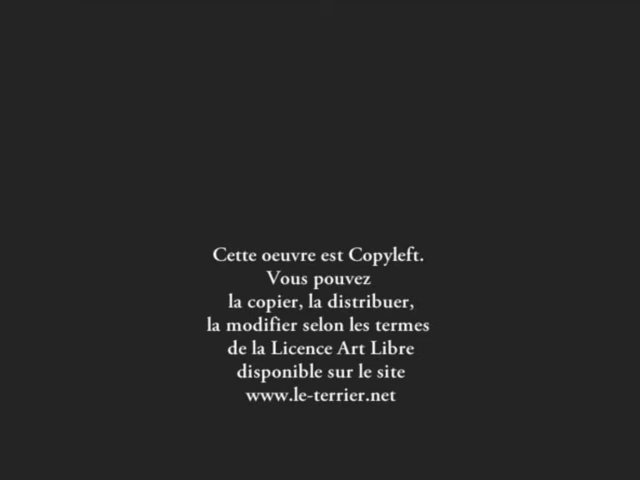 Cette oeuvre est Copyleft.
Vous pouvez
la copier, la distribuer,
la modifier selon les termes
de la Licence Art Libre
disponible sur le site
www.le-terrier.net